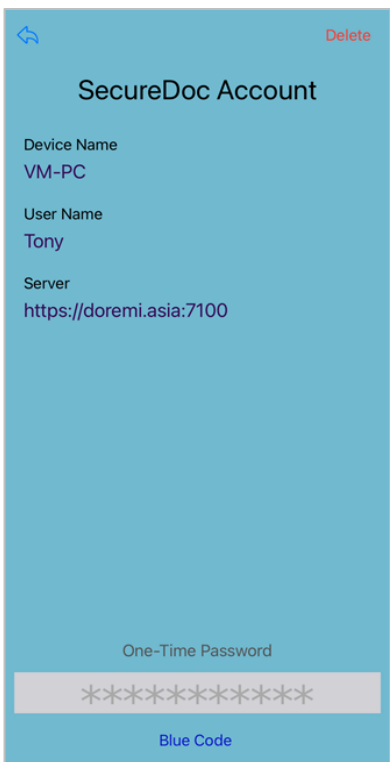 Delete
SecureDoc Account
Device Name
VM-PC
User Name
Tony
Server
https://doremi.asia:7100
One-Time Password
***********
Blue Code